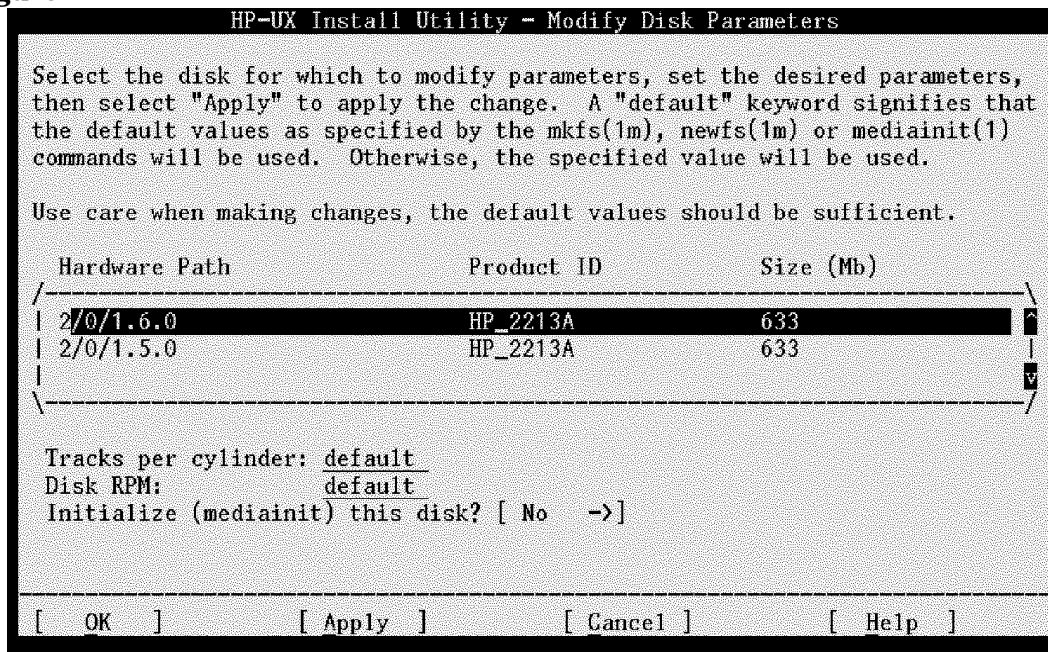 HP-UX Install Utility - Modify Disk Parameters
Select the disk for which to modify parameters, set the desired parameters,
then select "Apply" to apply the change.  A "default" keyword signifies that
the default values as specified by the mkfs(1m), newfs(1m) or mediainit(1)
commands will be used.  Otherwise, the specified value will be used.
Use care when making changes, the default values should be sufficient.
Hardware Path Product ID Size (Mb)
2/0/1.6.0 HP_2213A 633 ^
2/0/1.5.0 HP_2213A 633
v
Tracks per cylinder: default
Disk RPM: default
Initialize (mediainit) this disk? [ No ->]
[ OK ] [ Apply ] [ Cancel ] [ Help ]